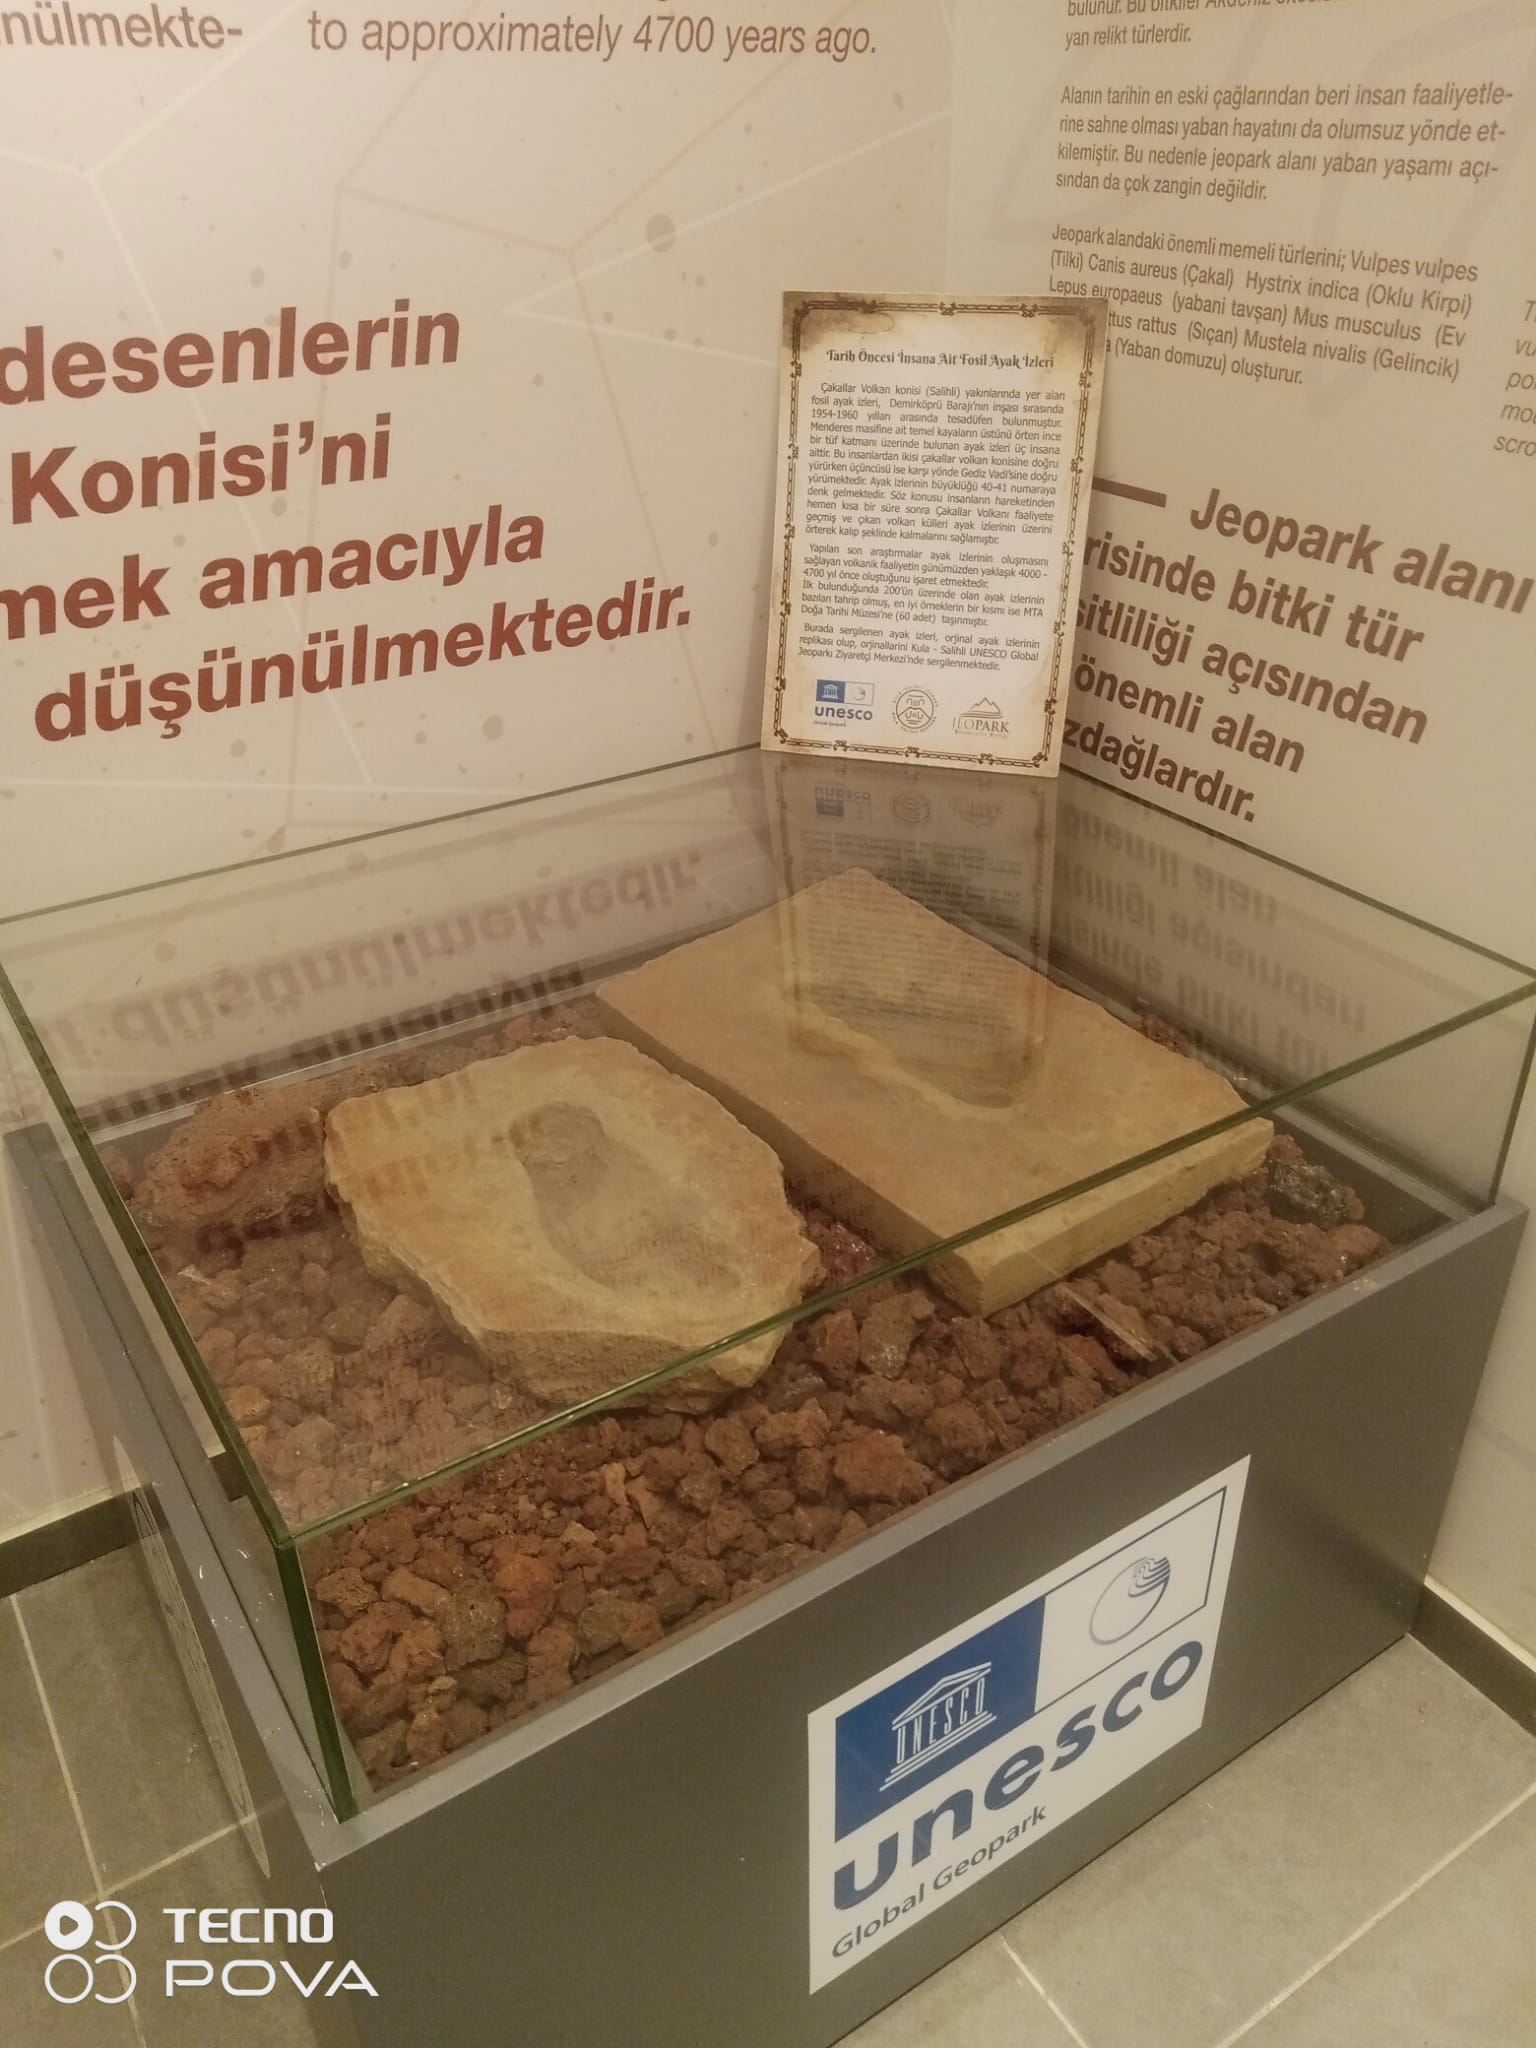 nülmekte-
to approximately 4700 years ago.
desenlerin
Konisi'ni
mek amacıyla
düşünülmektedir.
bulunur. Bu bitkiler Akdeniz
yan relikt türlerdir.
Alanın tarihin en eski çağlarından beri insan faaliyetle-
rine sahne olması yaban hayatını da olumsuz yönde et-
kilemiştir. Bu nedenle jeopark alanı yaban yaşamı açı-
sından da çok zangin değildir.
Jeopark alandaki önemli memeli türlerini; Vulpes vulpes
(Tilki) Canis aureus (Çakal) Hystrix indica (Oklu Kirpi)
Lepus europaeus (yabani tavşan) Mus musculus (Ev
ttus rattus (Sıçan) Mustela nivalis (Gelincik)
a (Yaban domuzu) oluşturur.
Jeopark alanı
risinde bitki tür
sitliliği açısından
önemli alan
zdağlardır.
vu
po
mou
scro
Tarih Öncesi İnsana Ait Fosil Ayak İzleri
Çakallar Volkan konisi (Salihli) yakınlarında yer alan
fosil ayak izleri, Demirköprü Barajı'nın inşası sırasında
1954-1960 yılları arasında tesadüfen bulunmuştur.
Menderes masifine ait temel kayaların üstünü örten ince
bir tüf katmanı üzerinde bulunan ayak izleri üç insana
aittir. Bu insanlardan ikisi çakallar volkan konisine doğru
yürürken üçüncüsü ise karşı yönde Gediz Vadi'sine doğru
yürümektedir. Ayak izlerinin büyüklüğü 40-41 numaraya
denk gelmektedir. Söz konusu insanların hareketinden
hemen kısa bir süre sonra Çakallar Volkanı faaliyete
geçmiş ve çıkan volkan külleri ayak izlerinin üzerini
örterek kalıp şeklinde kalmalarını sağlamıştır.
Yapılan son araştırmalar ayak izlerinin oluşmasını
sağlayan volkanik faaliyetin günümüzden yaklaşık 4000 -
4700 yıl önce oluştuğunu işaret etmektedir.
İlk bulunduğunda 200'ün üzerinde olan ayak izlerinin
bazıları tahrip olmuş, en iyi örneklerin bir kısmı ise MTA
Doğa Tarihi Müzesi'ne (60 adet) taşınmıştır.
Burada sergilenen ayak izleri, orjinal ayak izlerinin
replikası olup, orjinallarini Kula - Salihli UNESCO Global
Jeoparkı Ziyaretçi Merkezi'nde sergilenmektedir.
unesco
Global Geopark
JEOPARK
UNESCO
unesco
Global Geopark
TECNO
POVA